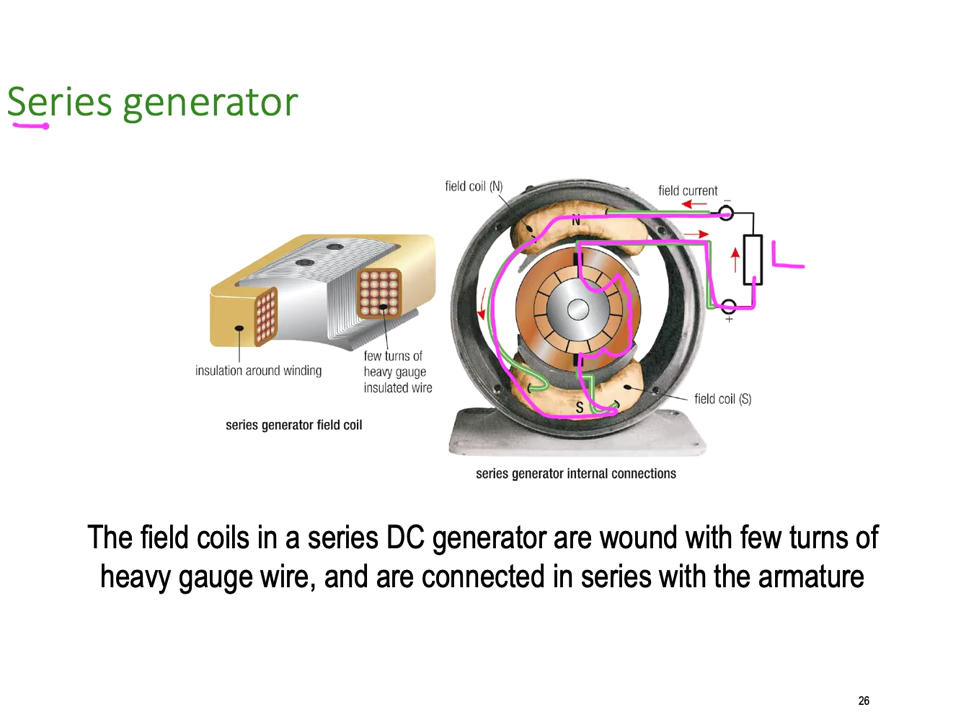 Series generator
field coil (N)
field current
N
−
+
L
insulation around winding
few turns of
heavy gauge
insulated wire
S
field coil (S)
series generator field coil
series generator internal connections
The field coils in a series DC generator are wound with few turns of
heavy gauge wire, and are connected in series with the armature
26